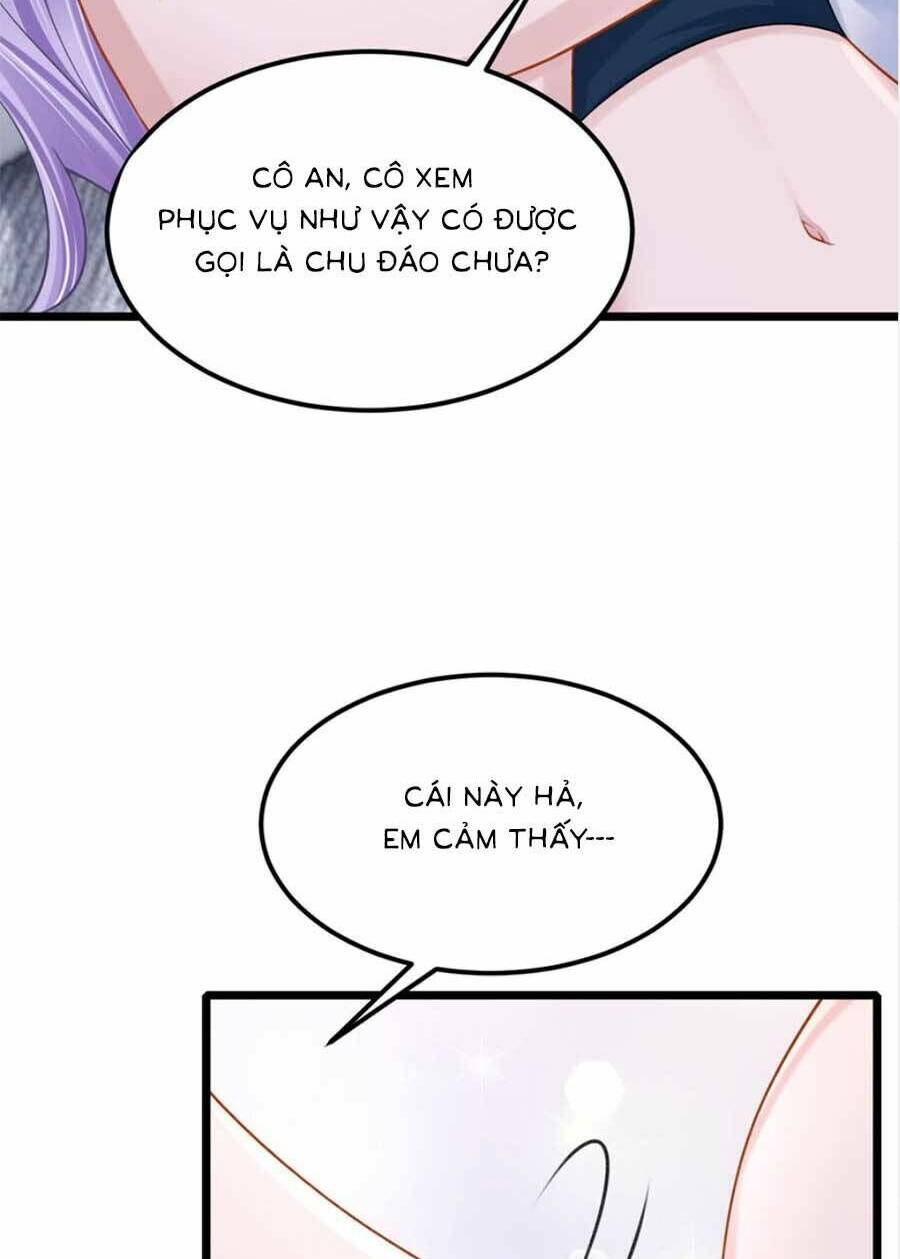 CÔ AN, CÔ XEM
PHỤC VỤ NHƯ VẬY CÓ ĐƯỢC
GỌI LÀ CHU ĐÁO CHƯA?
CÁI NÀY HẢ,
EM CẢM THẤY---